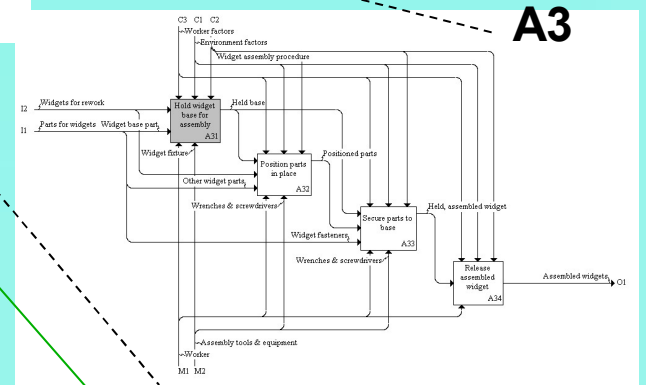 A3
C3 C1 C2
Worker factors
Environment factors
Widget assembly procedure
I2
Widgets for rework
Held base
Hold widget
base for
assembly
A31
I1
Parts for widgets
Widget base part
Widget fixture
Positioned parts
Position parts
in place
A32
Other widget parts
Wrenches & screwdrivers
Held, assembled widget
Secure parts to
base
A33
Widget fasteners
Wrenches & screwdrivers
Release
assembled
widget
A34
Assembled widgets
O1
Assembly tools & equipment
Worker
M1 M2